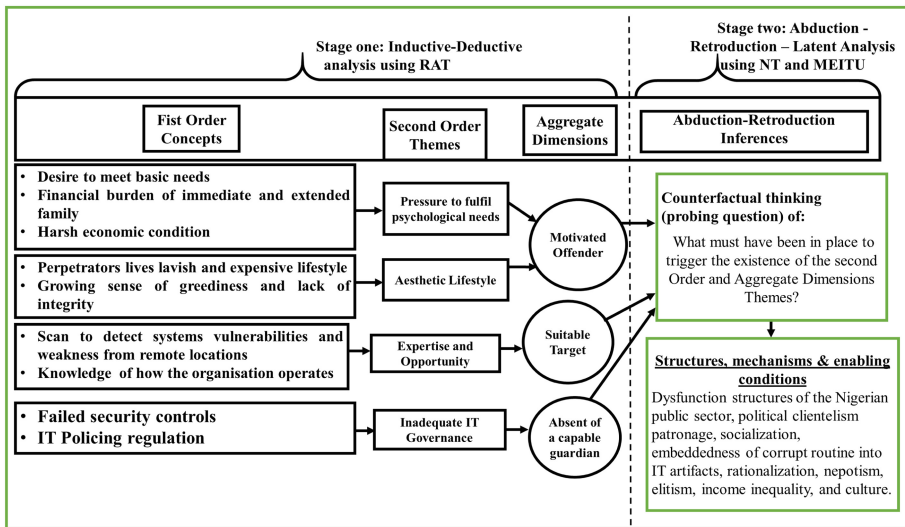 Stage one: Inductive-Deductive
analysis using RAT
Stage two: Abduction -
Retroduction – Latent Analysis
using NT and MEITU
Fist Order
Concepts
Second Order
Themes
Aggregate
Dimensions
Abduction-Retroduction
Inferences
• Desire to meet basic needs
• Financial burden of immediate and extended
family
• Harsh economic condition
Pressure to fulfil
psychological needs
Motivated
Offender
• Perpetrators lives lavish and expensive lifestyle
• Growing sense of greediness and lack of
integrity
Aesthetic Lifestyle
• Scan to detect systems vulnerabilities and
weakness from remote locations
• Knowledge of how the organisation operates
Expertise and
Opportunity
Suitable
Target
• Failed security controls
• IT Policing regulation
Inadequate IT
Governance
Absent of
a capable
guardian
Counterfactual thinking
(probing question) of:
What must have been in place to
trigger the existence of the second
Order and Aggregate Dimensions
Themes?
Structures, mechanisms & enabling
conditions
Dysfunction structures of the Nigerian
public sector, political clientelism
patronage, socialization,
embeddedness of corrupt routine into
IT artifacts, rationalization, nepotism,
elitism, income inequality, and culture.